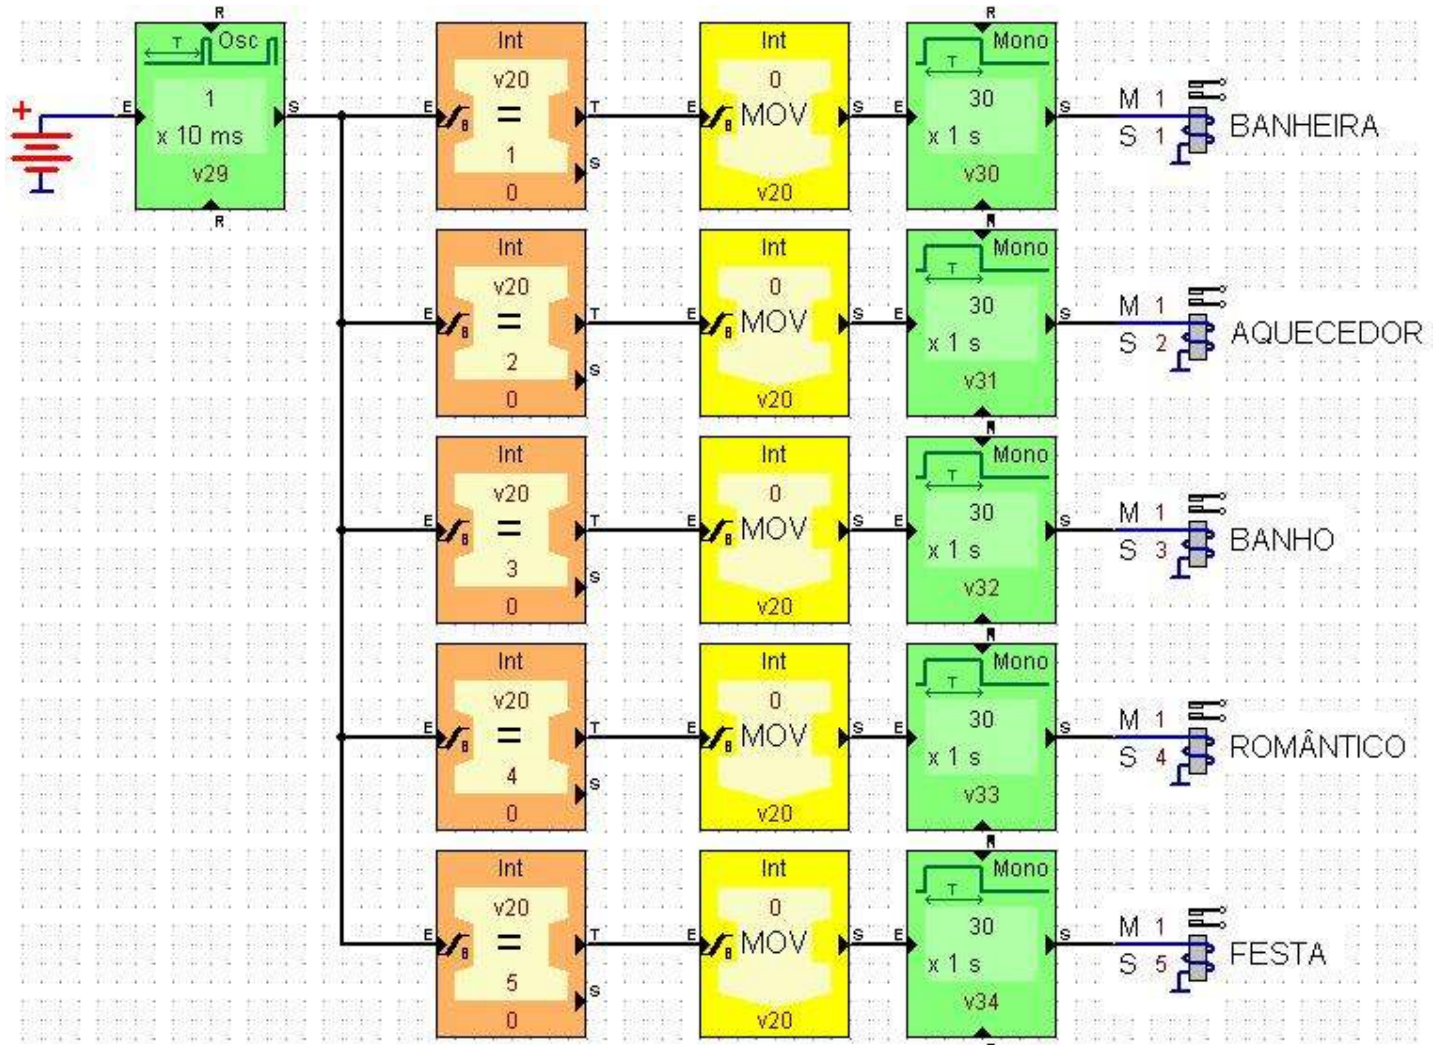 R
Osc
T
1
x 10 ms
v29
E
S
R
+
Int
v20
=
1
0
E
T
S
Int
0
MOV
v20
E
S
R
Mono
T
30
x 1 s
v30
E
S
M 1
S 1
BANHEIRA
Int
v20
=
2
0
E
T
S
Int
0
MOV
v20
E
S
Mono
T
30
x 1 s
v31
E
S
M 1
S 2
AQUECEDOR
Int
v20
=
3
0
E
T
S
Int
0
MOV
v20
E
S
Mono
T
30
x 1 s
v32
E
S
M 1
S 3
BANHO
Int
v20
=
4
0
E
T
S
Int
0
MOV
v20
E
S
Mono
T
30
x 1 s
v33
E
S
M 1
S 4
ROMÂNTICO
Int
v20
=
5
0
E
T
S
Int
0
MOV
v20
E
S
Mono
T
30
x 1 s
v34
E
S
M 1
S 5
FESTA